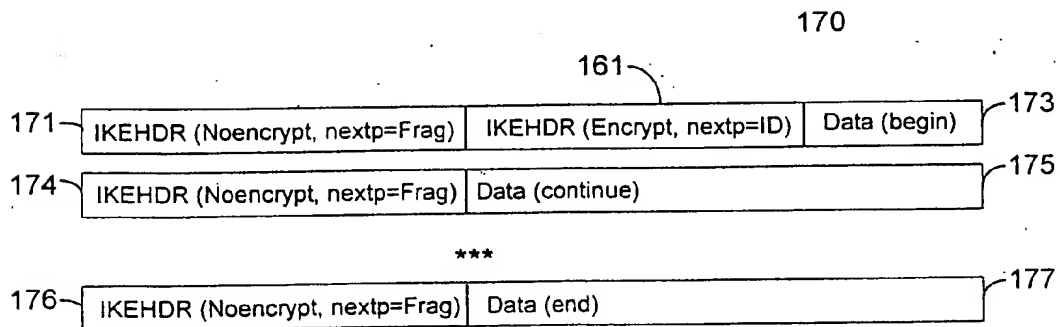 170
161
171 IKEHDR (Noencrypt, nextp=Frag) IKEHDR (Encrypt, nextp=ID) Data (begin) 173
174 IKEHDR (Noencrypt, nextp=Frag) Data (continue) 175
***
176 IKEHDR (Noencrypt, nextp=Frag) Data (end) 177